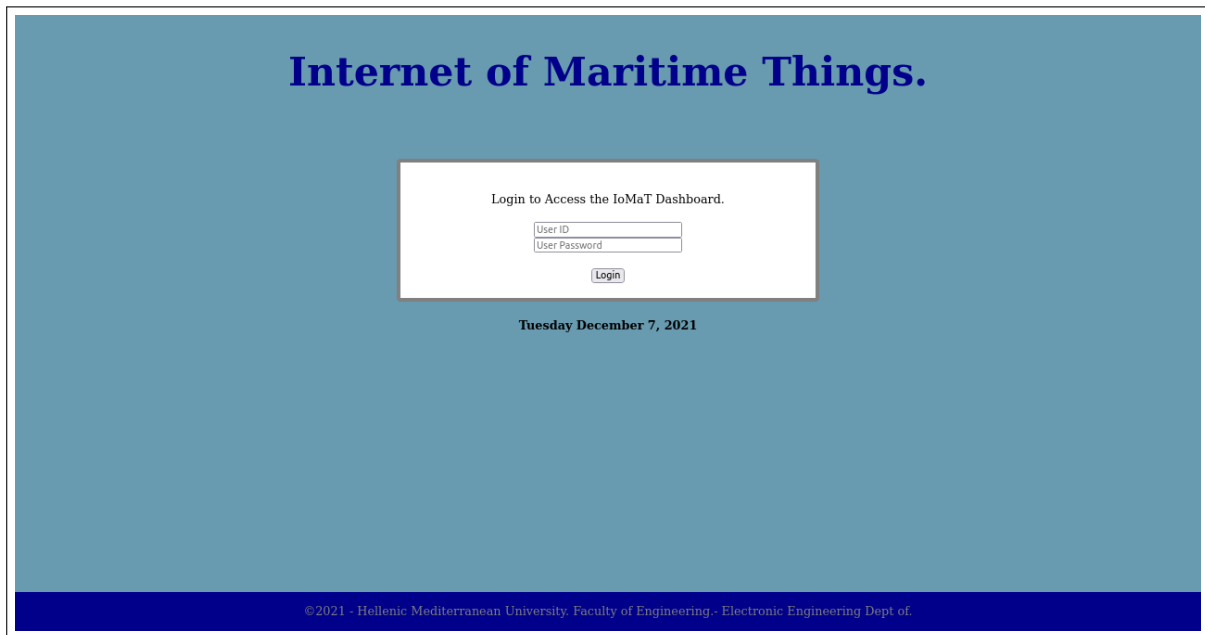 Internet of Maritime Things.
Login to Access the IoMaT Dashboard.
User ID
User Password
Login
Tuesday December 7, 2021
©2021 - Hellenic Mediterranean University. Faculty of Engineering.- Electronic Engineering Dept of.